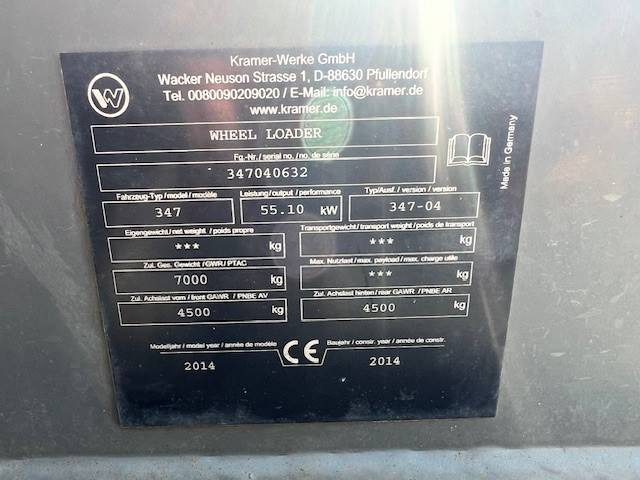 Kramer-Werke GmbH
Wacker Neuson Strasse 1, D-88630 Pfullendorf
Tel. 0080090209020 / E-Mail: info@kramer.de
www.kramer.de
W
WHEEL LOADER
Fg.-Nr./ serial no./ no. de série
347040632
Made in Germany
Fahrzeug-Typ / model / modèle Leistung / output / performance Typ/Ausf. / version / version
347 55.10 kW 347-04
Eigengewicht / net weight / poids propre Transportgewicht / transport weight / poids de transport
*** kg *** kg
Zul. Ges. Gewicht / GWR/ PTAC Max. Nutzlast / max. payload / max. charge utile
7000 kg *** kg
Zul. Achslast vorn / front GAWR / PNBE AV Zul. Achslast hinten / rear GAWR / PNBE AR
4500 kg 4500 kg
Modelljahr / model year / année de modèle CE Baujahr / constr. year / année de constr.
2014 2014